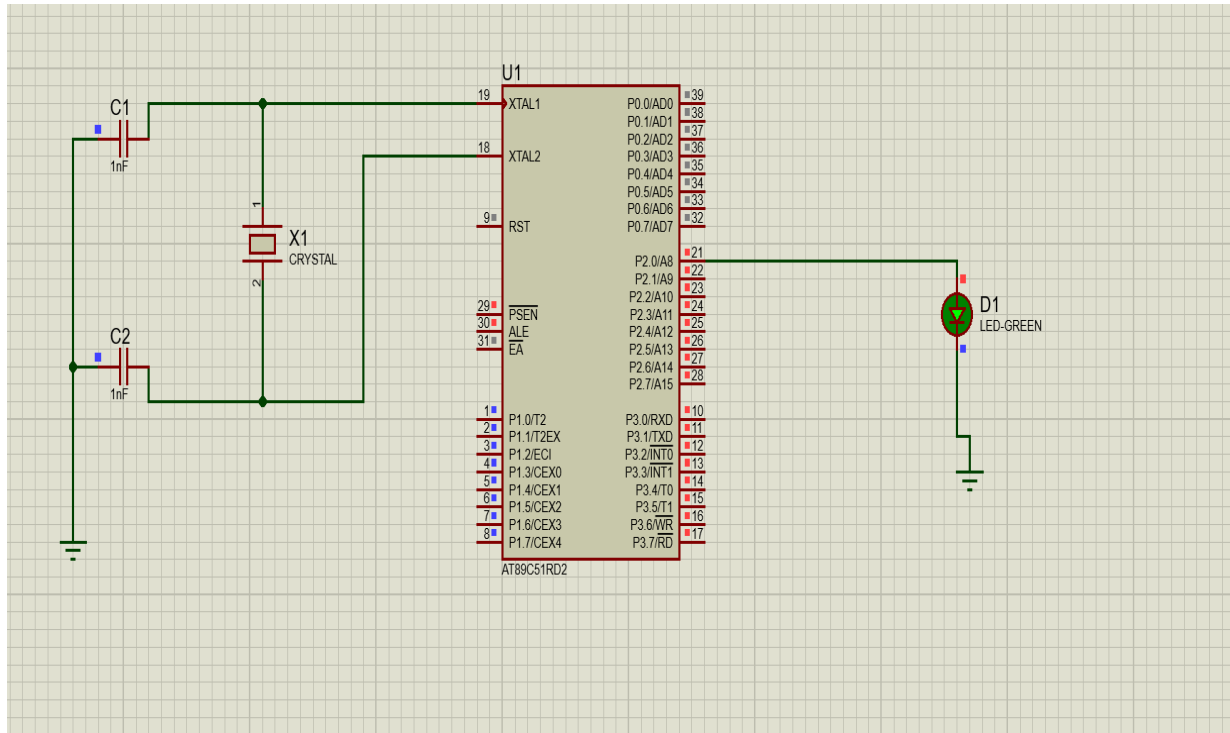 U1
C1
1nF
X1
CRYSTAL
1
2
C2
1nF
19 XTAL1
18 XTAL2
9 RST
29 PSEN
30 ALE
31 EA
1 P1.0/T2
2 P1.1/T2EX
3 P1.2/ECI
4 P1.3/CEX0
5 P1.4/CEX1
6 P1.5/CEX2
7 P1.6/CEX3
8 P1.7/CEX4
P0.0/AD0 39
P0.1/AD1 38
P0.2/AD2 37
P0.3/AD3 36
P0.4/AD4 35
P0.5/AD5 34
P0.6/AD6 33
P0.7/AD7 32
P2.0/A8 21
P2.1/A9 22
P2.2/A10 23
P2.3/A11 24
P2.4/A12 25
P2.5/A13 26
P2.6/A14 27
P2.7/A15 28
P3.0/RXD 10
P3.1/TXD 11
P3.2/INT0 12
P3.3/INT1 13
P3.4/T0 14
P3.5/T1 15
P3.6/WR 16
P3.7/RD 17
AT89C51RD2
D1
LED-GREEN